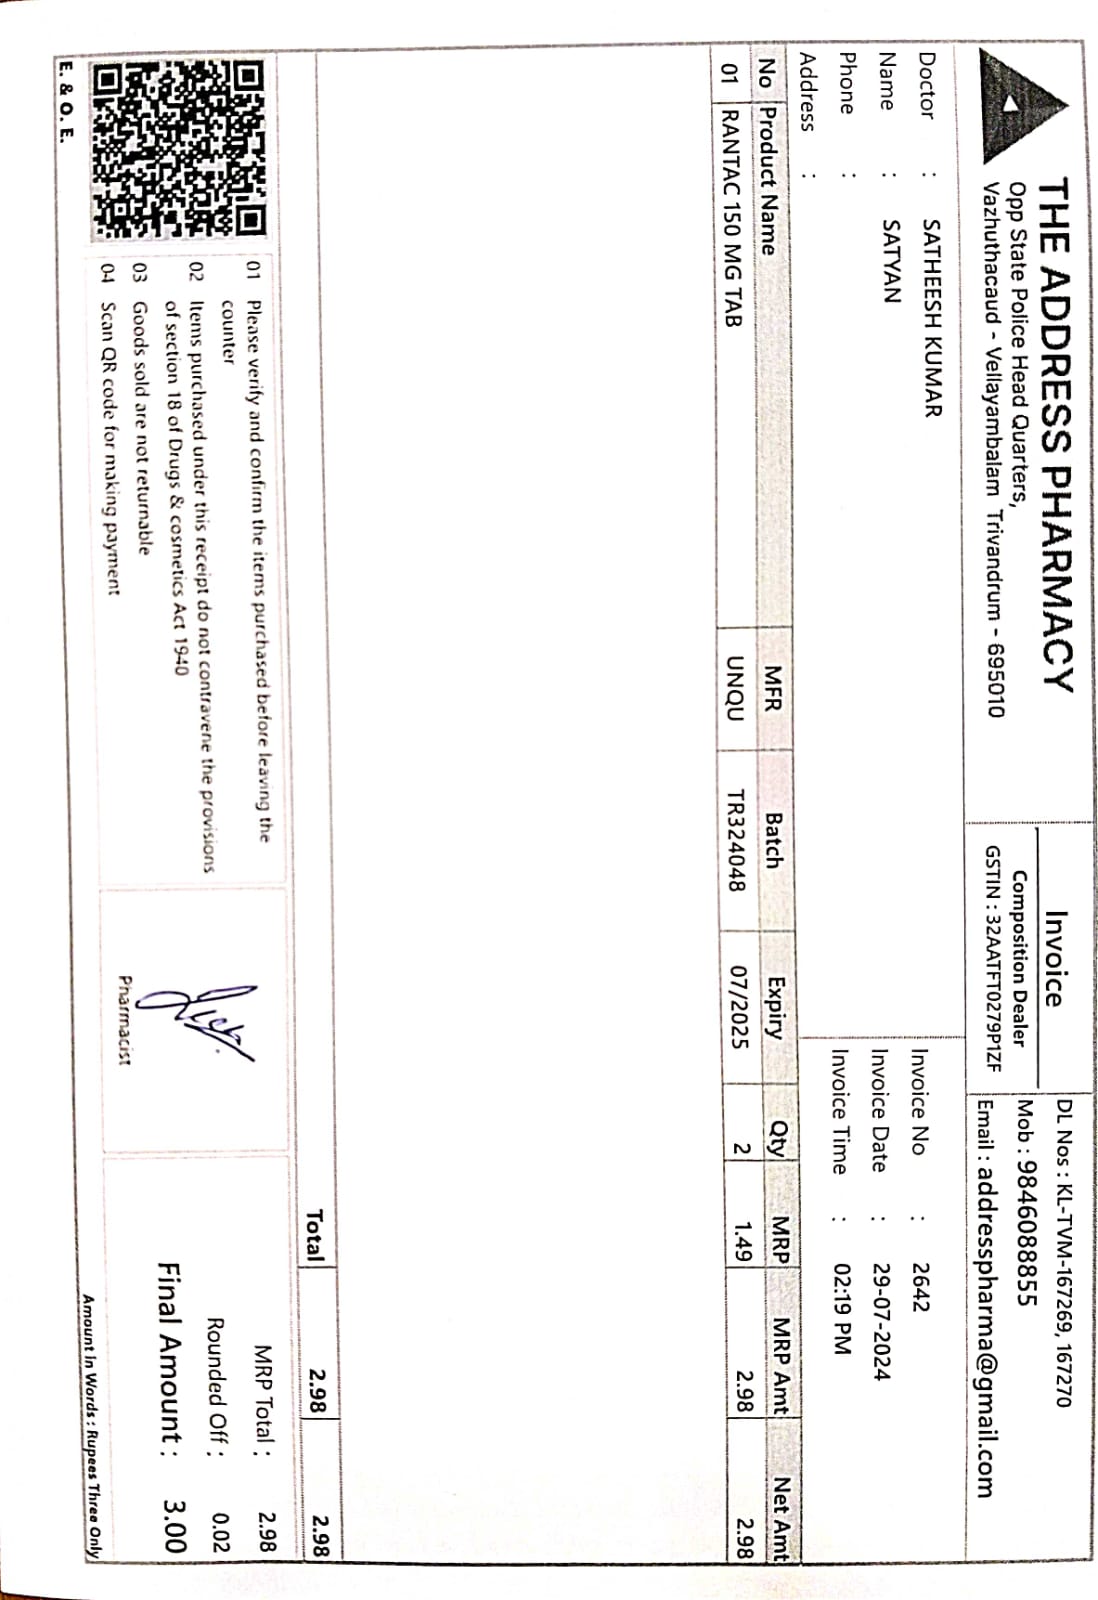 THE ADDRESS PHARMACY
Opp State Police Head Quarters,
Vazhuthacaud - Vellayambalam Trivandrum - 695010
Invoice
Composition Dealer
GSTIN : 32AATFT0279P1ZF
DL Nos : KL-TVM-167269, 167270
Mob : 9846088855
Email : addresspharma@gmail.com
Doctor : SATHEESH KUMAR
Name : SATYAN
Phone :
Address :
Invoice No : 2642
Invoice Date : 29-07-2024
Invoice Time : 02:19 PM
No Product Name MFR Batch Expiry Qty MRP MRP Amt Net Amt
01 RANTAC 150 MG TAB UNQU TR324048 07/2025 2 1.49 2.98 2.98
Total 2.98 2.98
01 Please verify and confirm the items purchased before leaving the
counter
02 Items purchased under this receipt do not contravene the provisions
of section 18 of Drugs & cosmetics Act 1940
03 Goods sold are not returnable
04 Scan QR code for making payment
E. & O. E.
Pharmacist
MRP Total : 2.98
Rounded Off : 0.02
Final Amount : 3.00
Amount in Words : Rupees Three Only